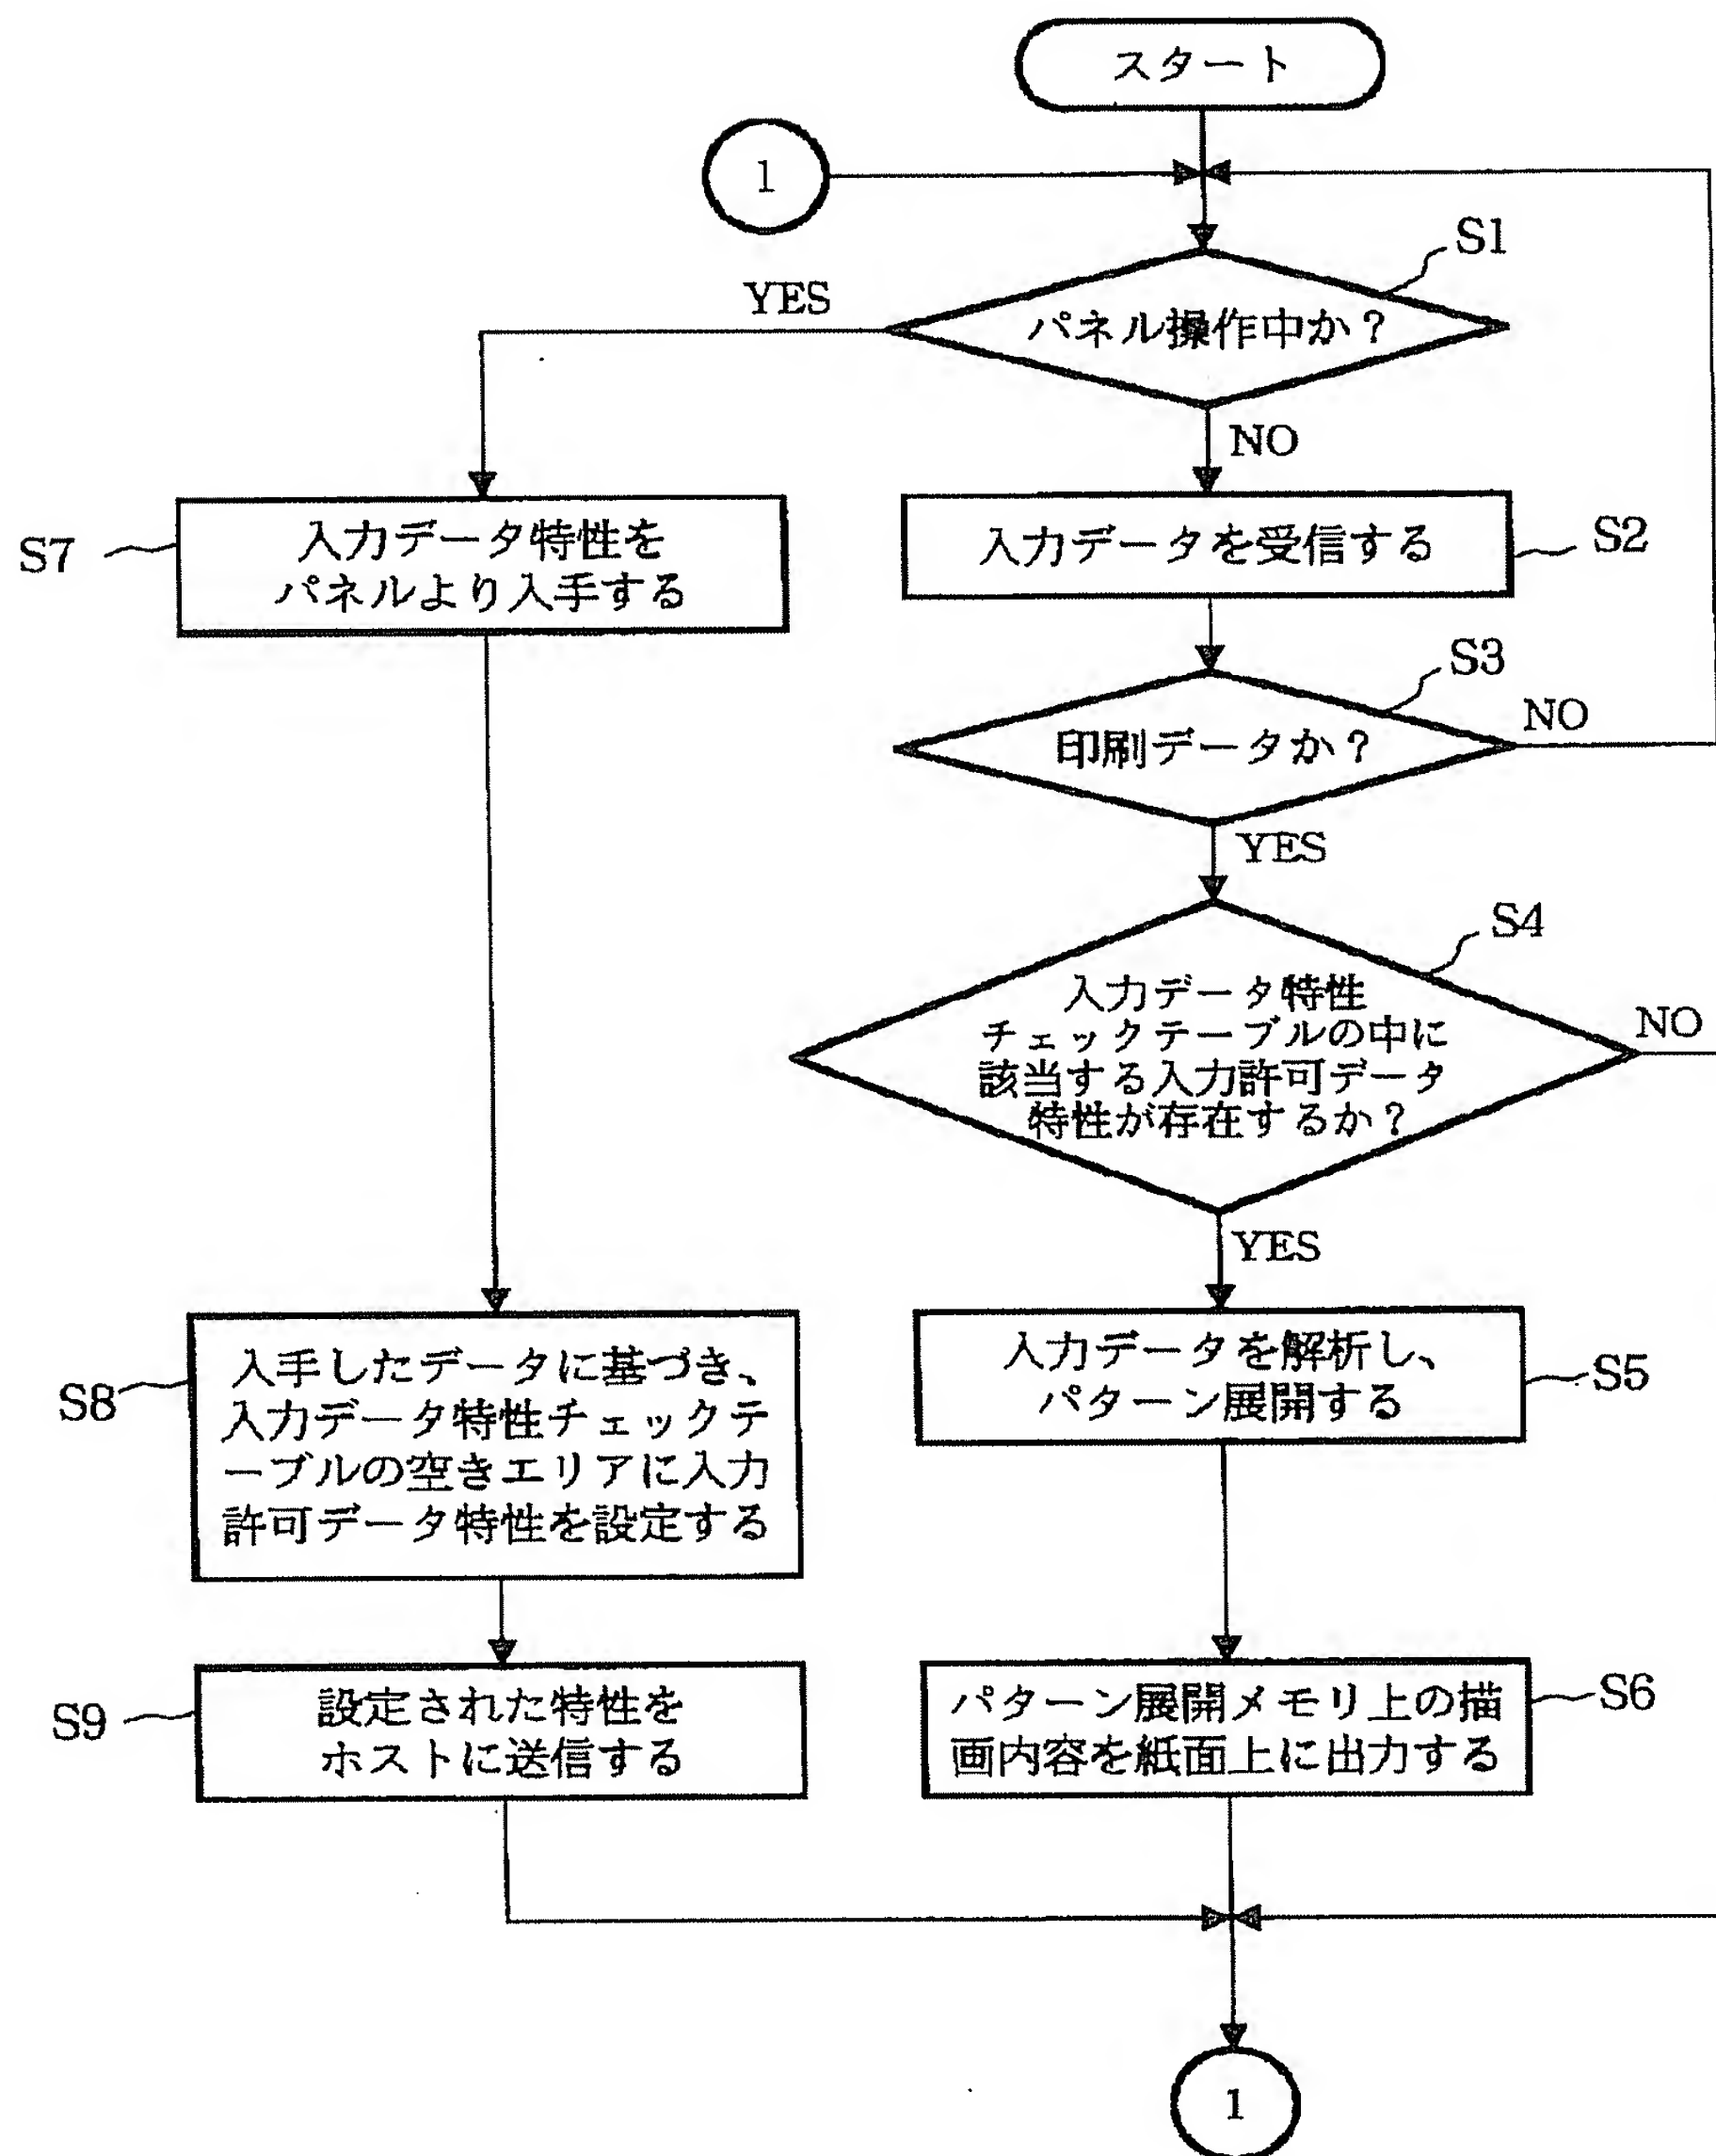 スタート
1
S1
YES
パネル操作中か？
NO
S7
入力データ特性を
パネルより入手する
入力データを受信する
S2
S3
印刷データか？
NO
YES
S4
入力データ特性
チェックテーブルの中に
該当する入力許可データ
特性が存在するか？
NO
YES
S8
入手したデータに基づき、
入力データ特性チェックテ
ーブルの空きエリアに入力
許可データ特性を設定する
入力データを解析し、
パターン展開する
S5
S9
設定された特性を
ホストに送信する
パターン展開メモリ上の描
画内容を紙面上に出力する
S6
1